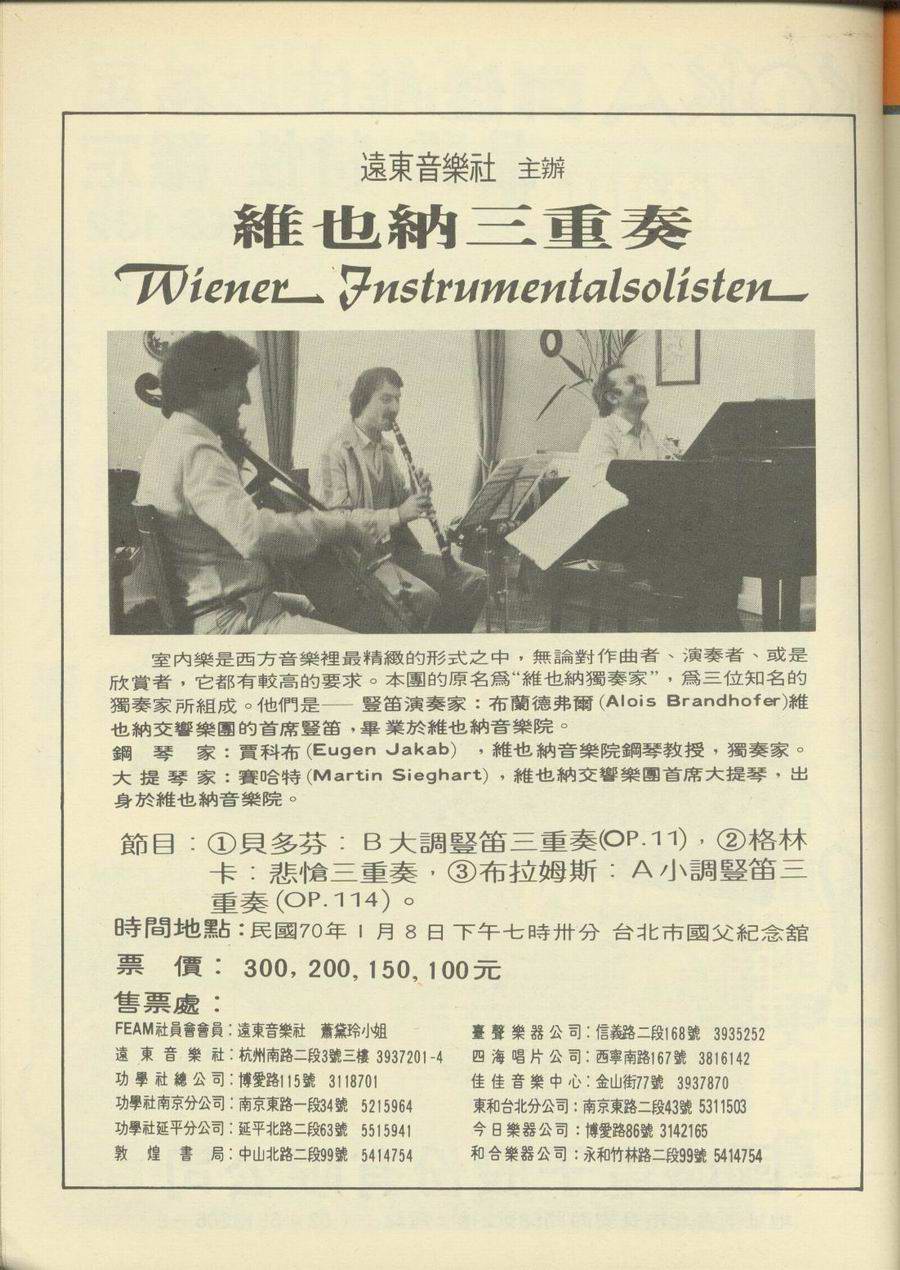 遠東音樂社 主辦
維也納三重奏
Wiener Instrumentalsolisten
室內樂是西方音樂裡最精緻的形式之中，無論對作曲者、演奏者、或是
欣賞者，它都有較高的要求。本團的原名爲“維也納獨奏家”，爲三位知名的
獨奏家所組成。他們是——豎笛演奏家：布蘭德弗爾(Alois Brandhofer)維
也納交響樂團的首席豎笛，畢業於維也納音樂院。
鋼琴家：賈科布(Eugen Jakab)，維也納音樂院鋼琴教授，獨奏家。
大提琴家：賽哈特(Martin Sieghart)，維也納交響樂團首席大提琴，出
身於維也納音樂院。
節目：①貝多芬：B大調豎笛三重奏(OP.11)，②格林
卡：悲愴三重奏，③布拉姆斯：A小調豎笛三
重奏(OP.114)。
時間地點：民國70年1月8日下午七時卅分 台北市國父紀念舘
票價：300, 200, 150, 100元
售票處：
FEAM社員會會員：遠東音樂社 蕭黛玲小姐
遠東音樂社：杭州南路二段3號三樓 3937201-4
功學社總公司：博愛路115號 3118701
功學社南京分公司：南京東路一段34號 5215964
功學社延平分公司：延平北路二段63號 5515941
敦煌書局：中山北路二段99號 5414754
臺聲樂器公司：信義路二段168號 3935252
四海唱片公司：西寧南路167號 3816142
佳佳音樂中心：金山街77號 3937870
東和台北分公司：南京東路二段43號 5311503
今日樂器公司：博愛路86號 3142165
和合樂器公司：永和竹林路二段99號 5414754